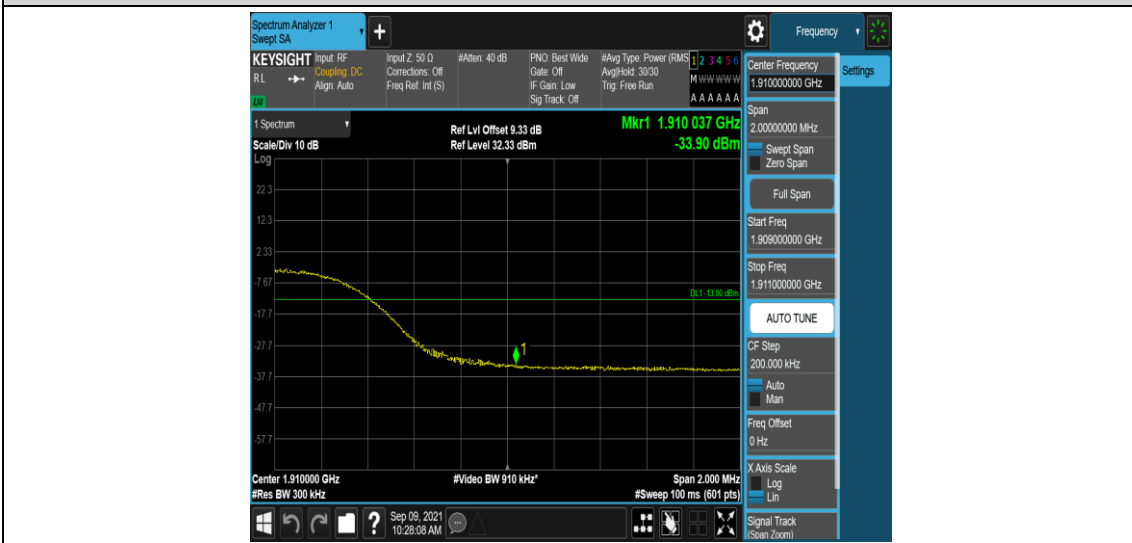 Spectrum Analyzer 1
Swept SA
+
Frequency
KEYSIGHT
RL
LXI
Input: RF
Coupling: DC
Align: Auto
Input Z: 50 Ω
Corrections: Off
Freq Ref: Int (S)
#Atten: 40 dB
PNO: Best Wide
Gate: Off
IF Gain: Low
Sig Track: Off
#Avg Type: Power (RMS
Avg|Hold: 30/30
Trig: Free Run
1 2 3 4 5 6
M W W W W W
A A A A A A
1 Spectrum
Scale/Div 10 dB
Ref Lvl Offset 9.33 dB
Ref Level 32.33 dBm
Mkr1 1.910 037 GHz
-33.90 dBm
Log
22.3
12.3
2.33
-7.67
DL1 -13.00 dBm
-17.7
-27.7
1
-37.7
-47.7
-57.7
Center 1.910000 GHz
#Res BW 300 kHz
#Video BW 910 kHz*
Span 2.000 MHz
#Sweep 100 ms (601 pts)
Center Frequency
1.910000000 GHz
Settings
Span
2.00000000 MHz
Swept Span
Zero Span
Full Span
Start Freq
1.909000000 GHz
Stop Freq
1.911000000 GHz
AUTO TUNE
CF Step
200.000 kHz
Auto
Man
Freq Offset
0 Hz
X Axis Scale
Log
Lin
Signal Track
(Span Zoom)
?
Sep 09, 2021
10:28:08 AM